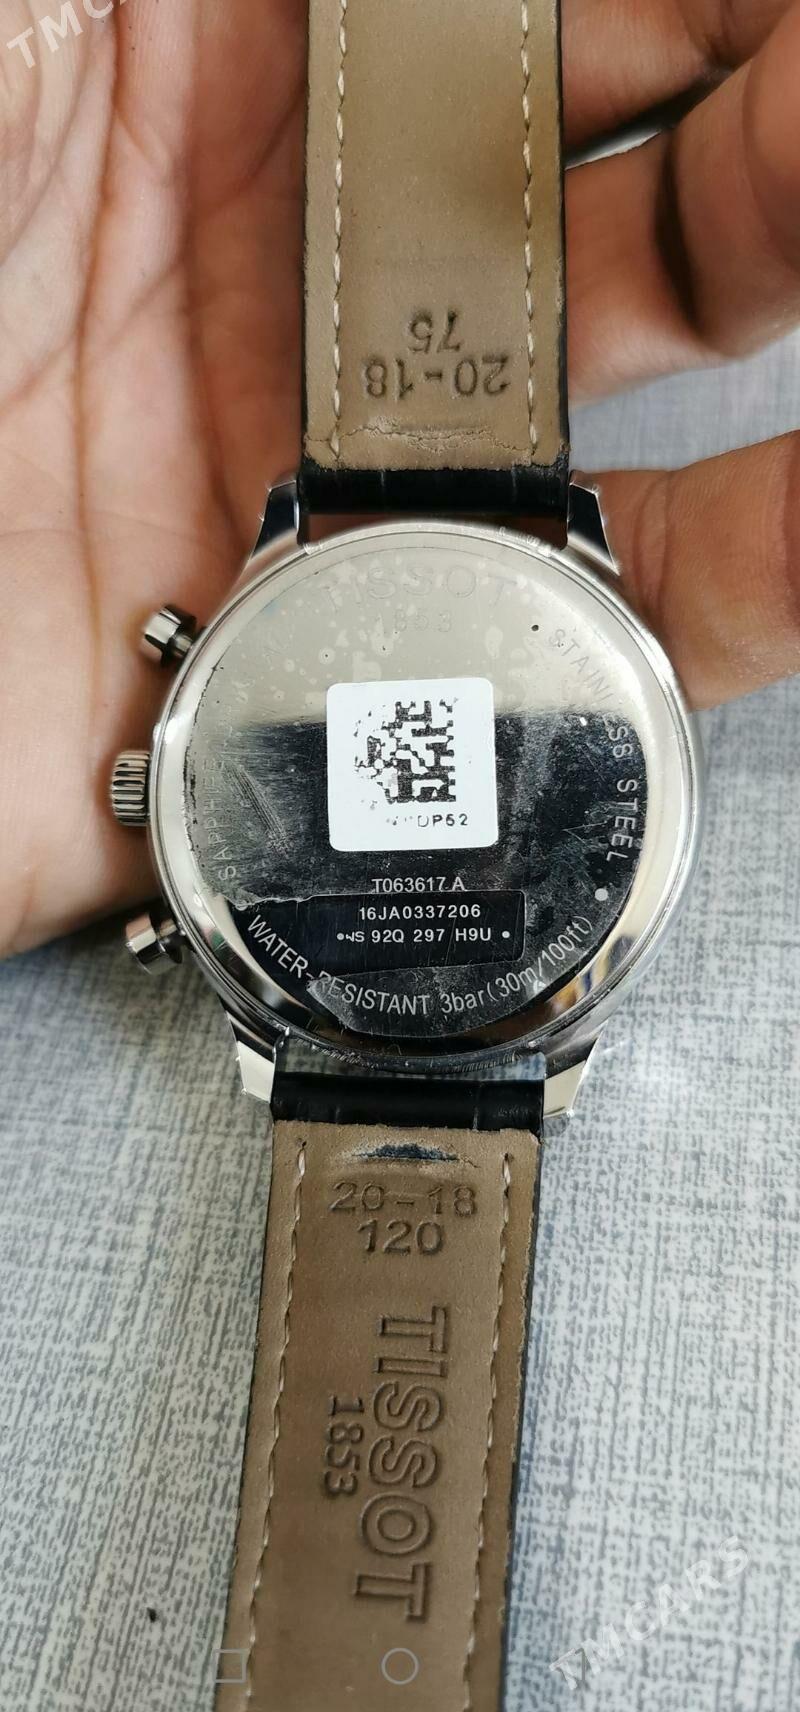 20-18
75
TISSOT
1853
STAINLESS STEEL
SAPPHIRE
DP52
T063617 A
16JA0337206
92Q 297 H9U
WATER-RESISTANT 3bar(30m/100ft)
20-18
120
TISSOT
1853
TMCARS